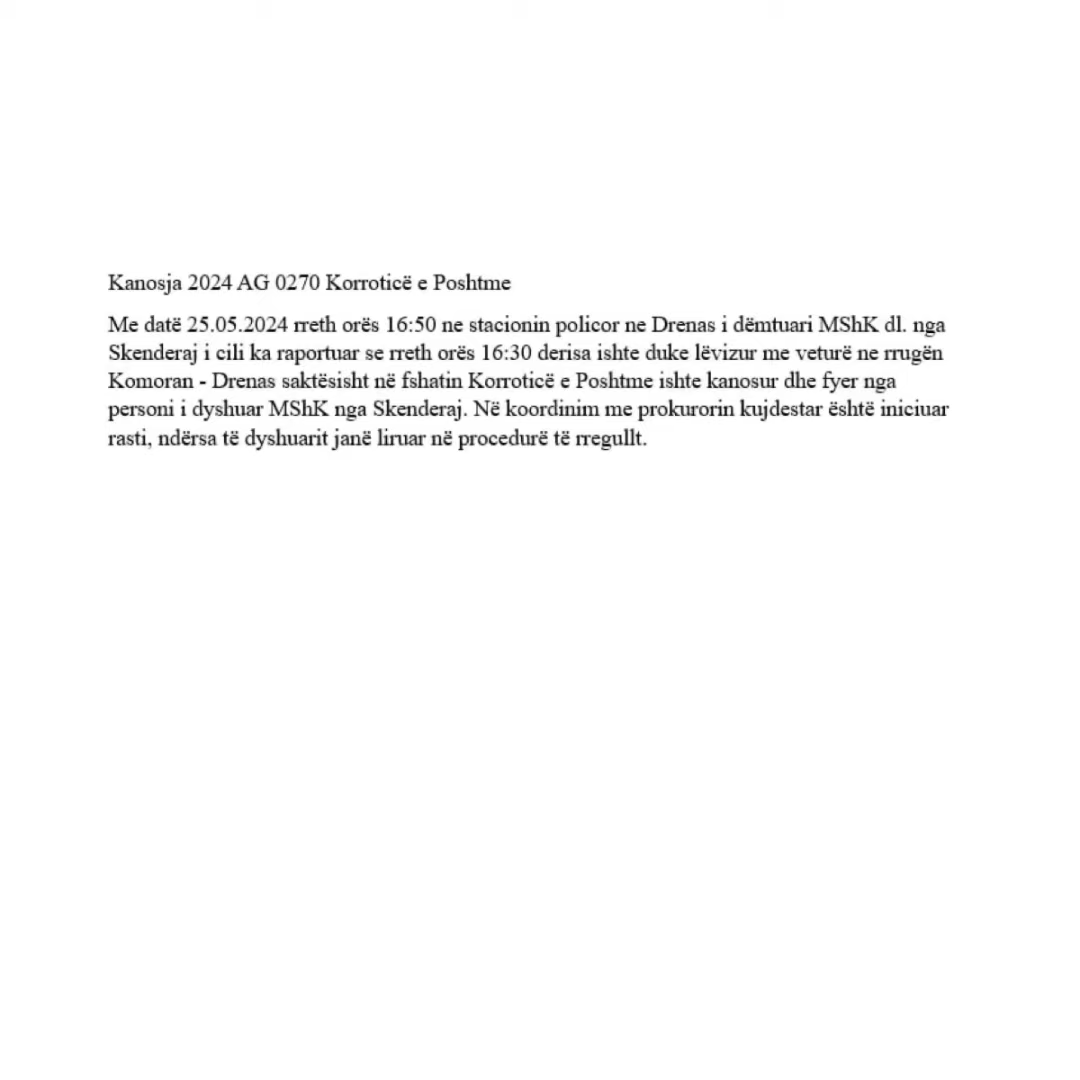 Kanosja 2024 AG 0270 Korroticë e Poshtme
Me datë 25.05.2024 rreth orës 16:50 ne stacionin policor ne Drenas i dëmtuari MShK dl. nga
Skenderaj i cili ka raportuar se rreth orës 16:30 derisa ishte duke lëvizur me veturë ne rrugën
Komoran - Drenas saktësisht në fshatin Korroticë e Poshtme ishte kanosur dhe fyer nga
personi i dyshuar MShK nga Skenderaj. Në koordinim me prokurorin kujdestar është iniciuar
rasti, ndërsa të dyshuarit janë liruar në procedurë të rregullt.